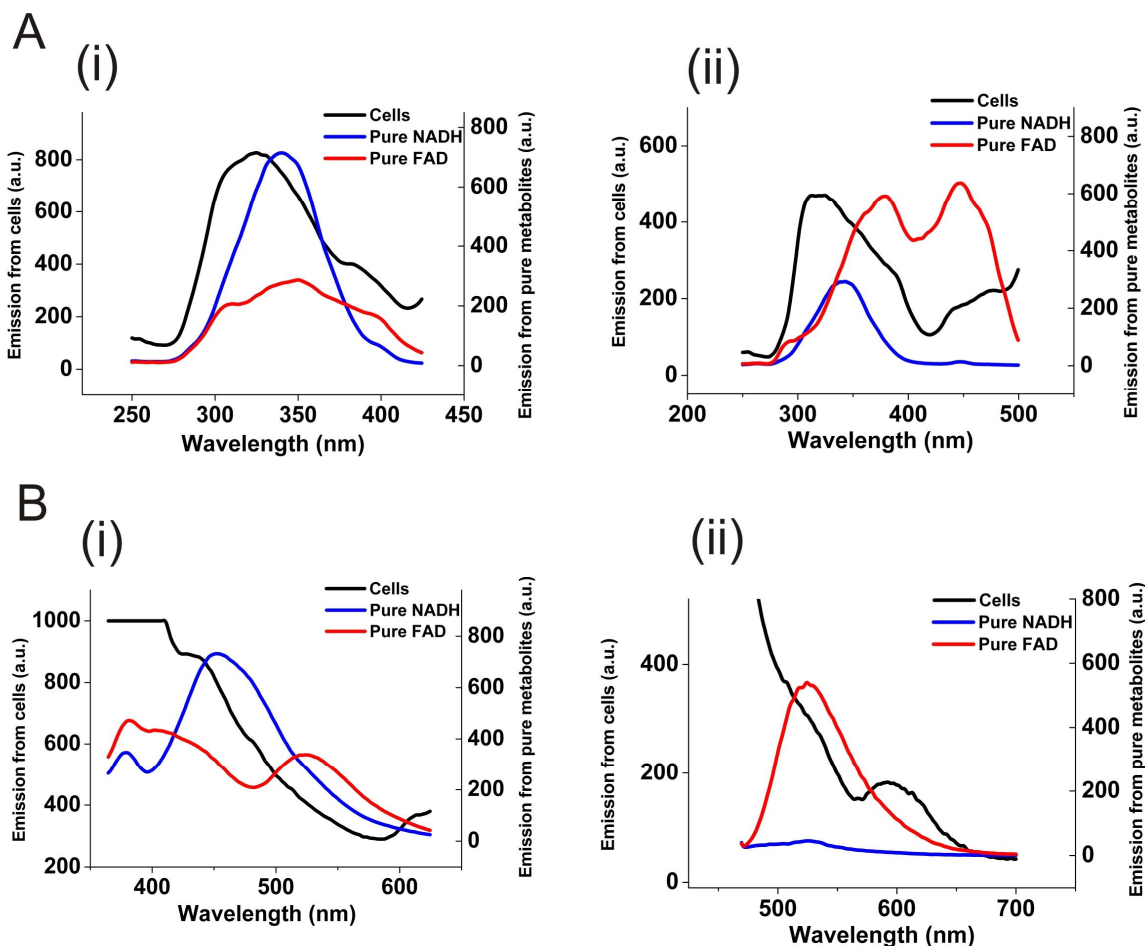 A
(i)
Cells
Pure NADH
Pure FAD
Emission from cells (a.u.)
800
600
400
200
0
Emission from pure metabolites (a.u.)
800
600
400
200
0
250 300 350 400 450
Wavelength (nm)
(ii)
Cells
Pure NADH
Pure FAD
Emission from cells (a.u.)
600
400
200
0
Emission from pure metabolites (a.u.)
800
600
400
200
0
200 300 400 500
Wavelength (nm)
B
(i)
Cells
Pure NADH
Pure FAD
Emission from cells (a.u.)
1000
800
600
400
200
Emission from pure metabolites (a.u.)
800
600
400
200
0
400 500 600
Wavelength (nm)
(ii)
Cells
Pure NADH
Pure FAD
Emission from cells (a.u.)
400
200
0
Emission from pure metabolites (a.u.)
800
600
400
200
0
500 600 700
Wavelength (nm)